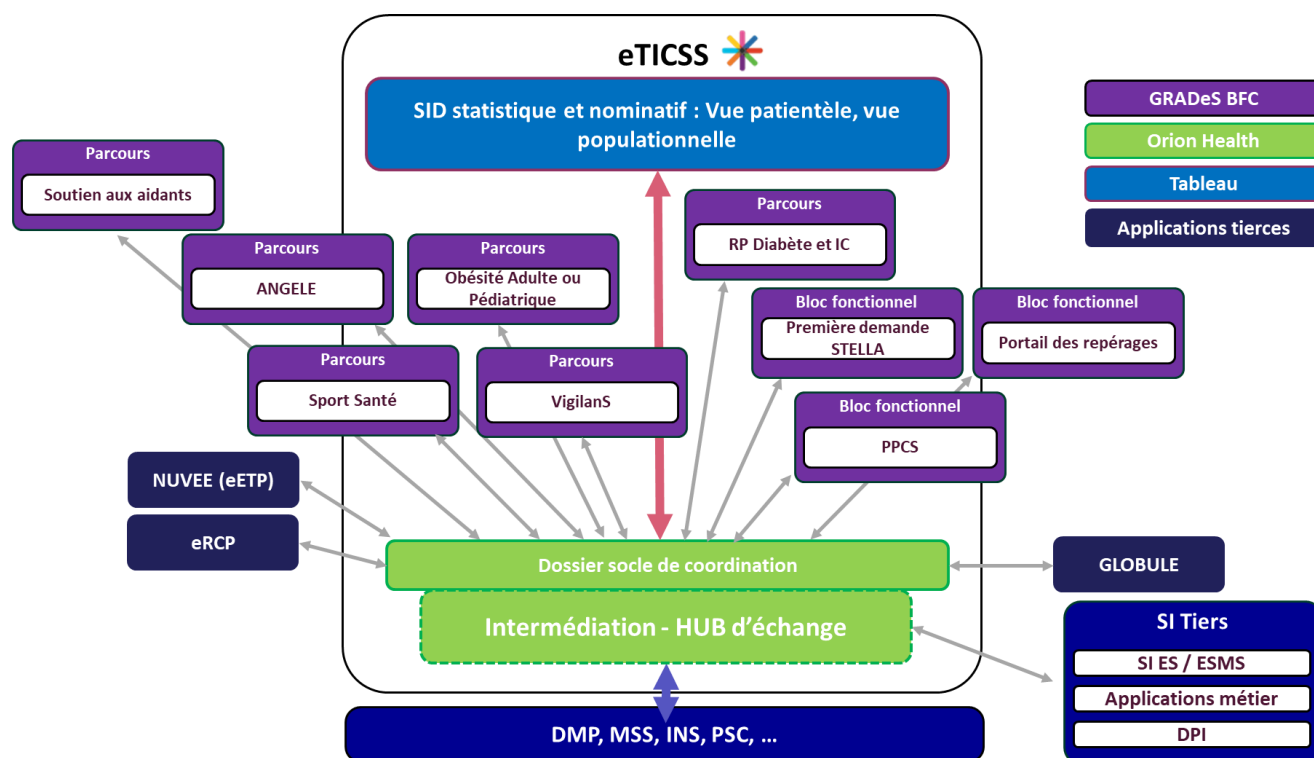 eTICSS
SID statistique et nominatif : Vue patientèle, vue
populationnelle
GRADeS BFC
Orion Health
Tableau
Applications tierces
Parcours
Soutien aux aidants
Parcours
ANGELE
Parcours
Obésité Adulte ou
Pédiatrique
Parcours
RP Diabète et IC
Bloc fonctionnel
Première demande
STELLA
Bloc fonctionnel
Portail des repérages
Parcours
Sport Santé
Parcours
VigilanS
Bloc fonctionnel
PPCS
NUVEE (eETP)
eRCP
Dossier socle de coordination
GLOBULE
Intermédiation - HUB d'échange
SI Tiers
SI ES / ESMS
Applications métier
DPI
DMP, MSS, INS, PSC, ...